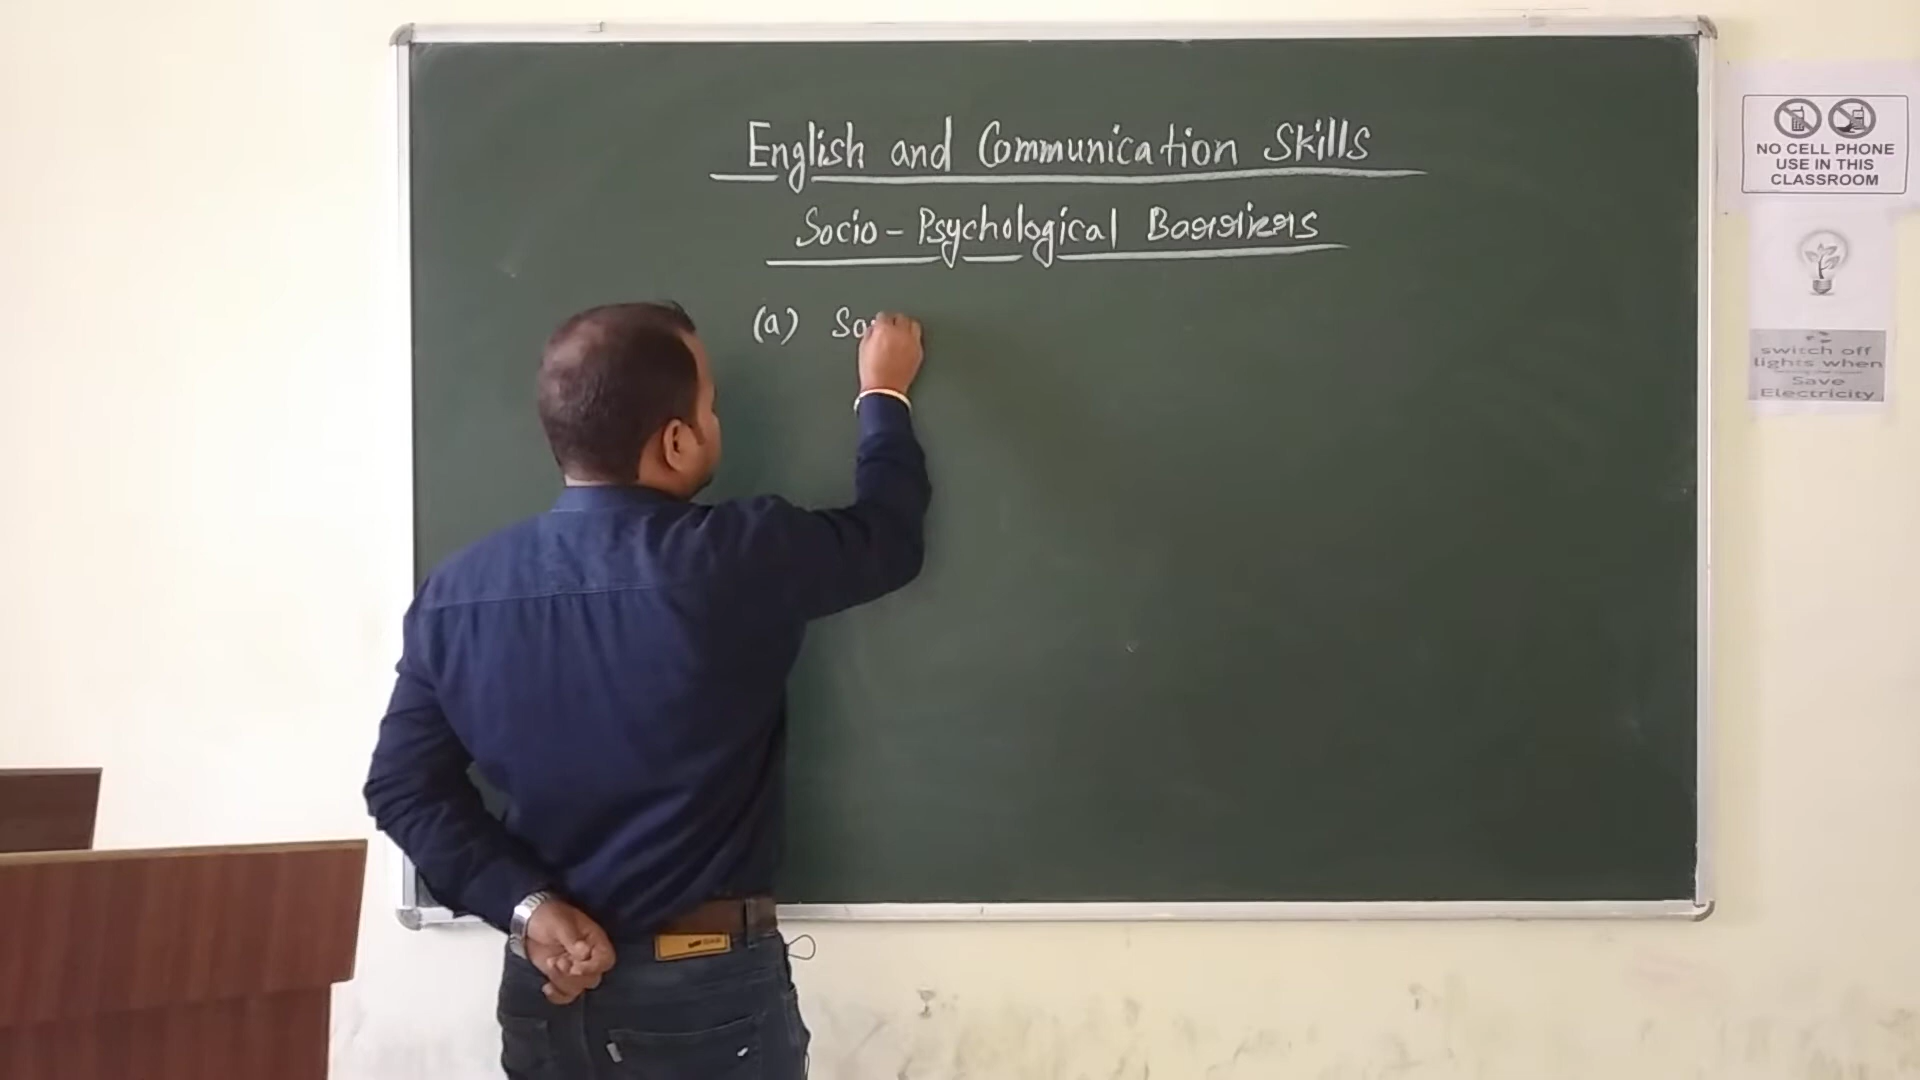 English and Communication Skills
Socio-Psychological Barriers
(a)
NO CELL PHONE
USE IN THIS
CLASSROOM
switch off
lights when
Save
Electricity